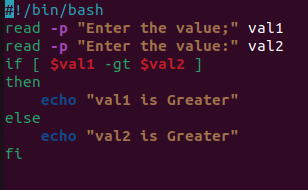 #!/bin/bash
read -p "Enter the value;" val1
read -p "Enter the value:" val2
if [ $val1 -gt $val2 ]
then
    echo "val1 is Greater"
else
    echo "val2 is Greater"
fi